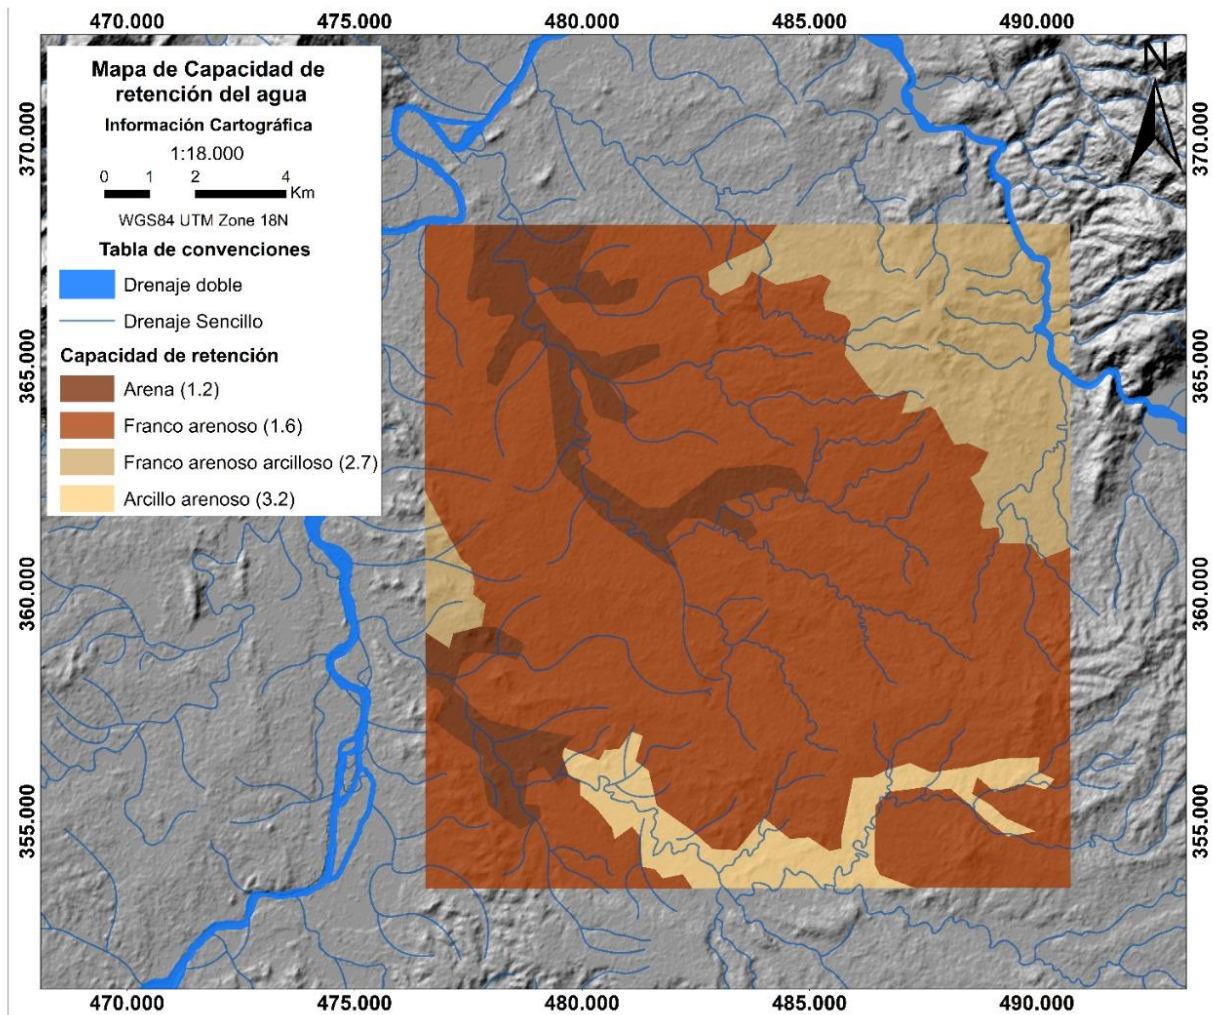 470.000 475.000 480.000 485.000 490.000
Mapa de Capacidad de
retención del agua
Información Cartográfica
1:18.000
0 1 2 4
Km
WGS84 UTM Zone 18N
Tabla de convenciones
Drenaje doble
Drenaje Sencillo
Capacidad de retención
Arena (1.2)
Franco arenoso (1.6)
Franco arenoso arcilloso (2.7)
Arcillo arenoso (3.2)
N
370.000
365.000
360.000
355.000
370.000
365.000
360.000
355.000
470.000 475.000 480.000 485.000 490.000